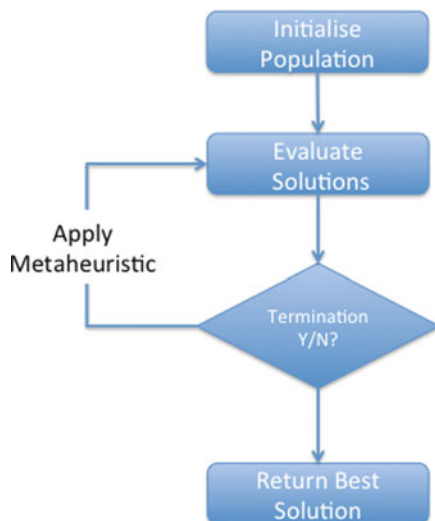 Initialise
Population
Evaluate
Solutions
Apply
Metaheuristic
Termination
Y/N?
Return Best
Solution